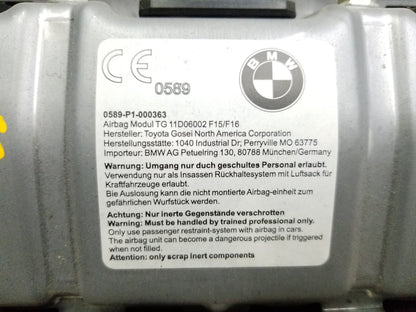 CE
0589
BMW
0589-P1-000363
Airbag Modul TG 11D06002 F15/F16
Hersteller: Toyota Gosei North America Corporation
Herstellungsstätte: 1040 Industrial Dr; Perryville MO 63775
Importeur: BMW AG Petuelring 130, 80788 München/Germany
Warnung: Umgang nur duch geschultes Personal erlaubt.
Verwendung nur als Insassen Rückhaltesystem mit Luftsack für
Kraftfahrzeuge erlaubt.
Bie Auslosung kann die nicht montierte Airbag-einheit zum
gefährlichen Wurfstück werden.
Achtung: Nur inerte Gegenstände verschrotten
Warning: Must be handled by trained professional only.
Only use passenger restraint-system with airbag in cars.
The airbag unit can become a dangerous projectile if triggered
when not filled.
Attention: only scrap inert components